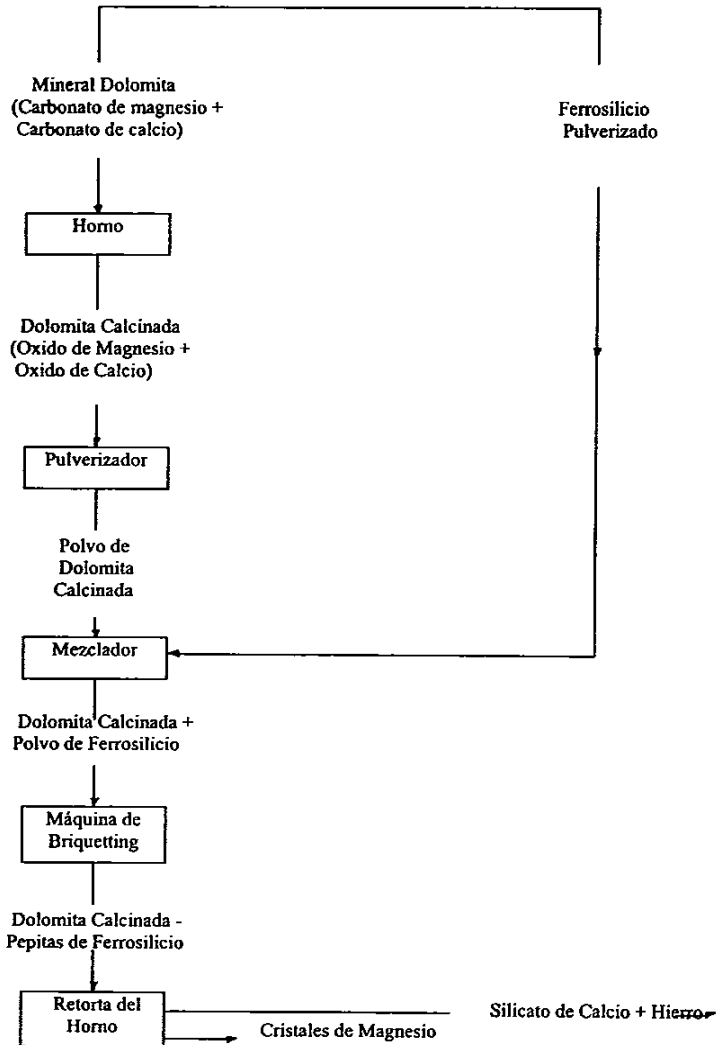 Mineral Dolomita
(Carbonato de magnesio +
Carbonato de calcio)
Ferrosilicio
Pulverizado
Horno
Dolomita Calcinada
(Oxido de Magnesio +
Oxido de Calcio)
Pulverizador
Polvo de
Dolomita
Calcinada
Mezclador
Dolomita Calcinada +
Polvo de Ferrosilicio
Máquina de
Briquetting
Dolomita Calcinada -
Pepitas de Ferrosilicio
Retorta del
Horno
Silicato de Calcio + Hierro
Cristales de Magnesio